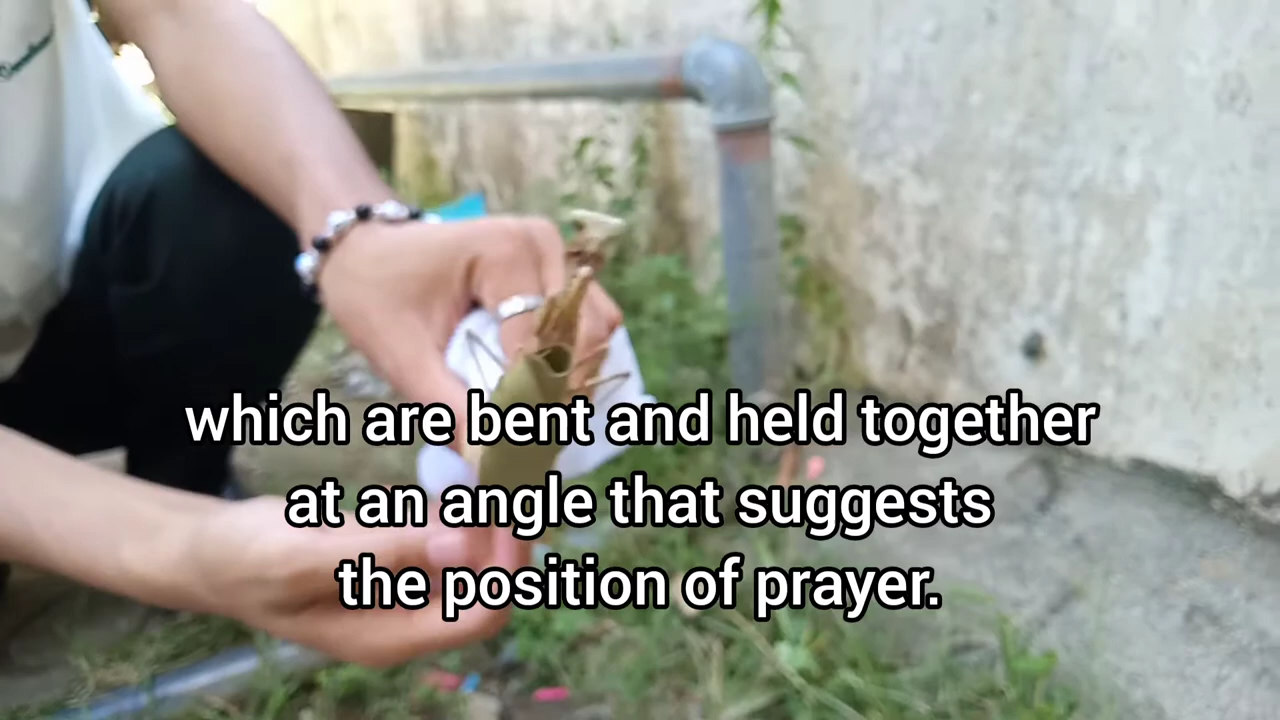 which are bent and held together
at an angle that suggests
the position of prayer.